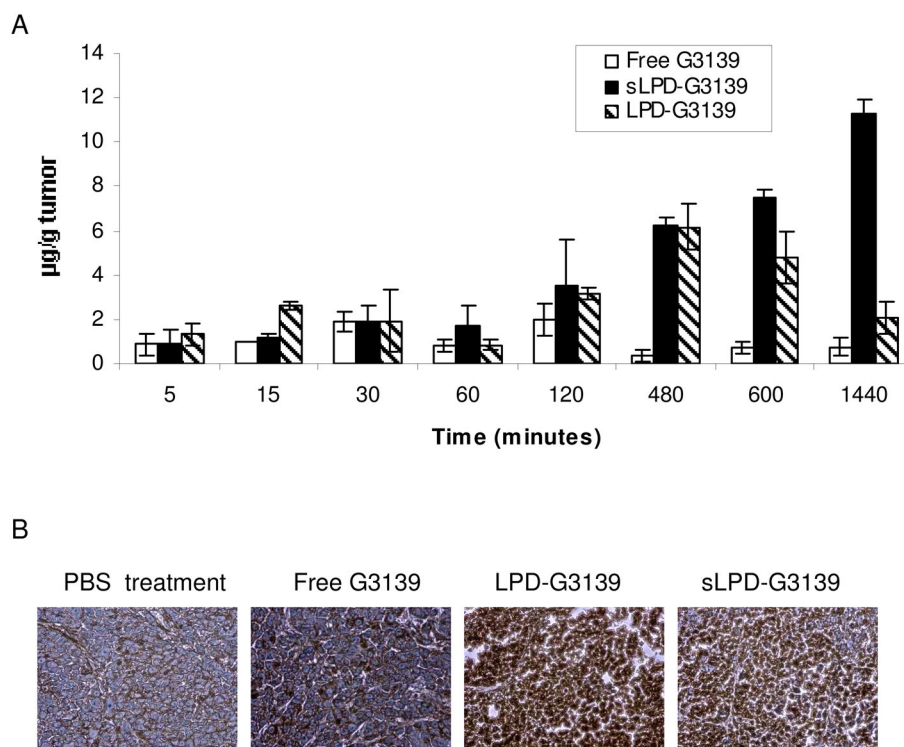 A
14
12
10
8
6
4
2
0
µg/g tumor
Free G3139
sLPD-G3139
LPD-G3139
5 15 30 60 120 480 600 1440
Time (minutes)
B
PBS treatment Free G3139 LPD-G3139 sLPD-G3139